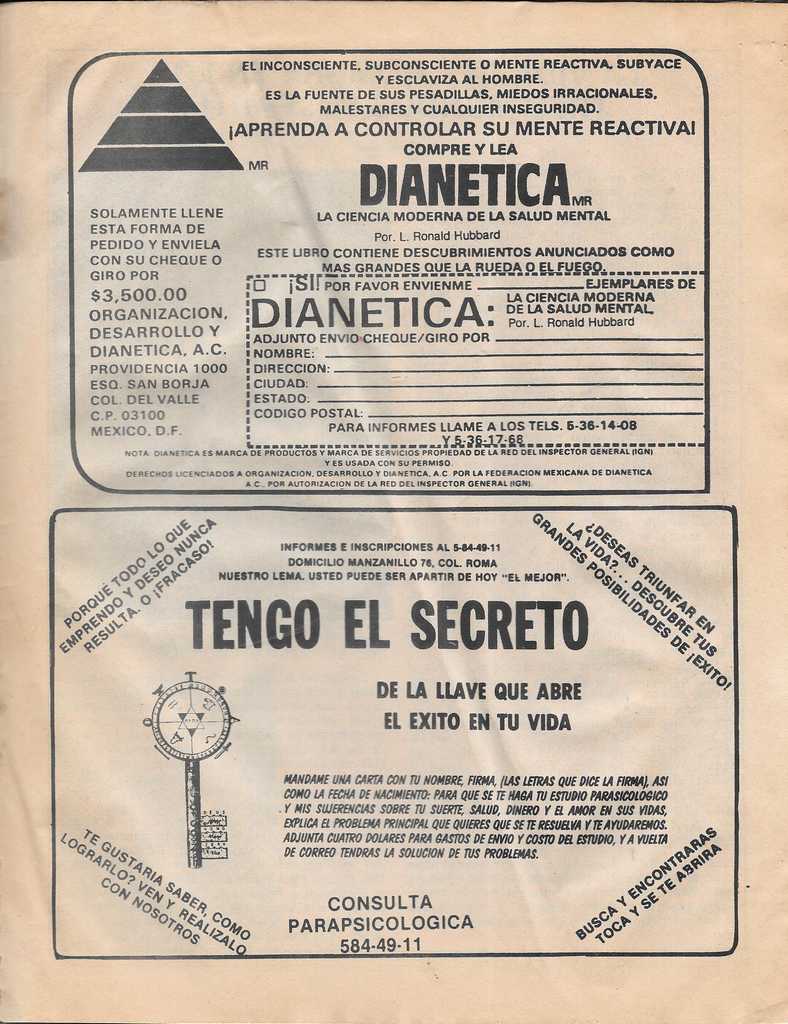 EL INCONSCIENTE, SUBCONSCIENTE O MENTE REACTIVA, SUBYACE
Y ESCLAVIZA AL HOMBRE.
ES LA FUENTE DE SUS PESADILLAS, MIEDOS IRRACIONALES,
MALESTARES Y CUALQUIER INSEGURIDAD.
¡APRENDA A CONTROLAR SU MENTE REACTIVA!
MR
COMPRE Y LEA
DIANETICA MR
LA CIENCIA MODERNA DE LA SALUD MENTAL
Por. L. Ronald Hubbard
ESTE LIBRO CONTIENE DESCUBRIMIENTOS ANUNCIADOS COMO
MAS GRANDES QUE LA RUEDA O EL FUEGO.
SOLAMENTE LLENE
ESTA FORMA DE
PEDIDO Y ENVIELA
CON SU CHEQUE O
GIRO POR
$3,500.00
ORGANIZACION,
DESARROLLO Y
DIANETICA, A.C.
PROVIDENCIA 1000
ESQ. SAN BORJA
COL. DEL VALLE
C.P. 03100
MEXICO, D.F.
¡SI! POR FAVOR ENVIENME EJEMPLARES DE
DIANETICA: LA CIENCIA MODERNA
DE LA SALUD MENTAL
Por. L. Ronald Hubbard
ADJUNTO ENVIO CHEQUE/GIRO POR
NOMBRE:
DIRECCION:
CIUDAD:
ESTADO:
CODIGO POSTAL:
PARA INFORMES LLAME A LOS TELS. 5-36-14-08
Y 5-36-17-68
NOTA: DIANETICA ES MARCA DE PRODUCTOS Y MARCA DE SERVICIOS PROPIEDAD DE LA RED DEL INSPECTOR GENERAL (IGN)
Y ES USADA CON SU PERMISO.
DERECHOS LICENCIADOS A ORGANIZACION, DESARROLLO Y DIANETICA, A.C. POR LA FEDERACION MEXICANA DE DIANETICA
A.C., POR AUTORIZACION DE LA RED DEL INSPECTOR GENERAL (IGN).
PORQUE TODO LO QUE
EMPRENDO Y DESEO NUNCA
RESULTA. O ¡FRACASO!
INFORMES E INSCRIPCIONES AL 5-84-49-11
DOMICILIO MANZANILLO 76, COL. ROMA
NUESTRO LEMA. USTED PUEDE SER APARTIR DE HOY "EL MEJOR".
¿DESEAS TRIUNFAR EN
LA VIDA?... DESCUBRE TUS
GRANDES POSIBILIDADES DE ¡EXITO!
TENGO EL SECRETO
DE LA LLAVE QUE ABRE
EL EXITO EN TU VIDA
MANDAME UNA CARTA CON TU NOMBRE, FIRMA, (LAS LETRAS QUE DICE LA FIRMA), ASI
COMO LA FECHA DE NACIMIENTO: PARA QUE SE TE HAGA TU ESTUDIO PARASICOLOGICO
Y MIS SUJERENCIAS SOBRE TU SUERTE, SALUD, DINERO Y EL AMOR EN SUS VIDAS,
EXPLICA EL PROBLEMA PRINCIPAL QUE QUIERES QUE SE TE RESUELVA Y TE AYUDAREMOS.
ADJUNTA CUATRO DOLARES PARA GASTOS DE ENVIO Y COSTO DEL ESTUDIO, Y A VUELTA
DE CORREO TENDRAS LA SOLUCION DE TUS PROBLEMAS.
TE GUSTARIA SABER, COMO
LOGRARLO? VEN Y REALIZALO
CON NOSOTROS
CONSULTA
PARAPSICOLOGICA
584-49-11
BUSCA Y ENCONTRARAS
TOCA Y SE TE ABRIRA